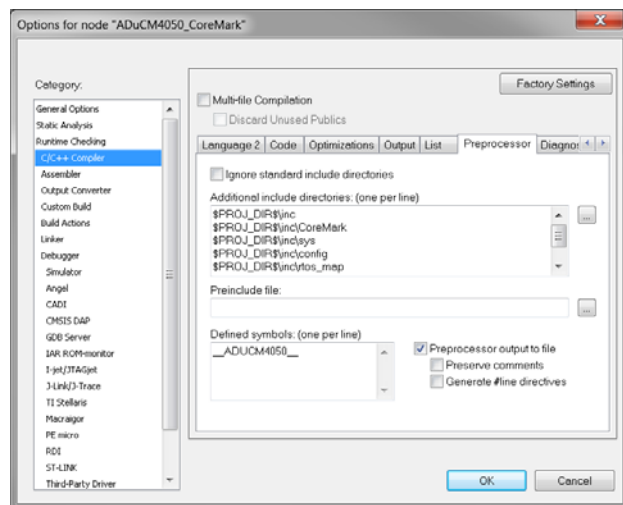 Options for node "ADuCM4050_CoreMark"
Category:
General Options
Static Analysis
Runtime Checking
C/C++ Compiler
Assembler
Output Converter
Custom Build
Build Actions
Linker
Debugger
Simulator
Angel
CADI
CMSIS DAP
GDB Server
IAR ROM-monitor
I-jet/JTAGjet
J-Link/J-Trace
TI Stellaris
Macraigor
PE micro
RDI
ST-LINK
Third-Party Driver
Factory Settings
Multi-file Compilation
Discard Unused Publics
Language 2 Code Optimizations Output List Preprocessor Diagnos
Ignore standard include directories
Additional include directories: (one per line)
$PROJ_DIR$\inc
$PROJ_DIR$\inc\CoreMark
$PROJ_DIR$\inc\sys
$PROJ_DIR$\inc\config
$PROJ_DIR$\inc\rtos_map
...
Preinclude file:
...
Defined symbols: (one per line)
__ADUCM4050__
Preprocessor output to file
Preserve comments
Generate #line directives
OK Cancel